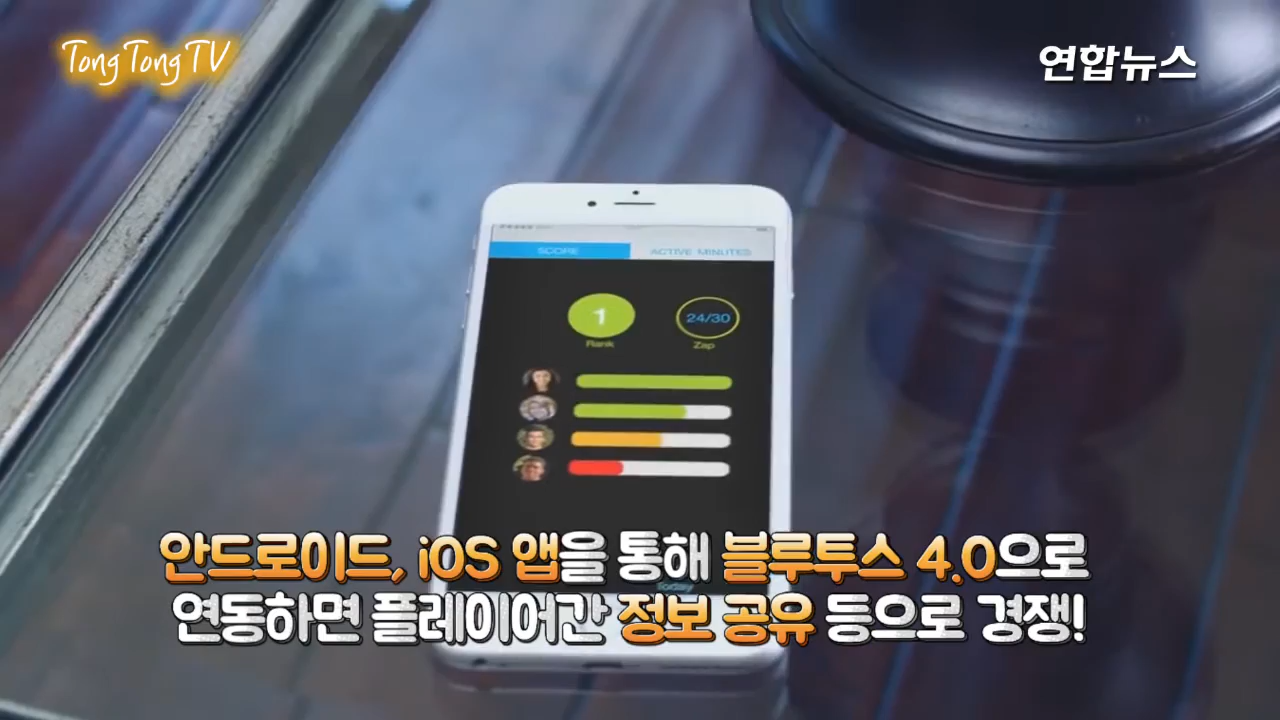 Tong Tong TV
연합뉴스
SCORE
ACTIVE MINUTES
1
24/30
Rank
Zap
Today
안드로이드, iOS 앱을 통해 블루투스 4.0으로
연동하면 플레이어간 정보 공유 등으로 경쟁!